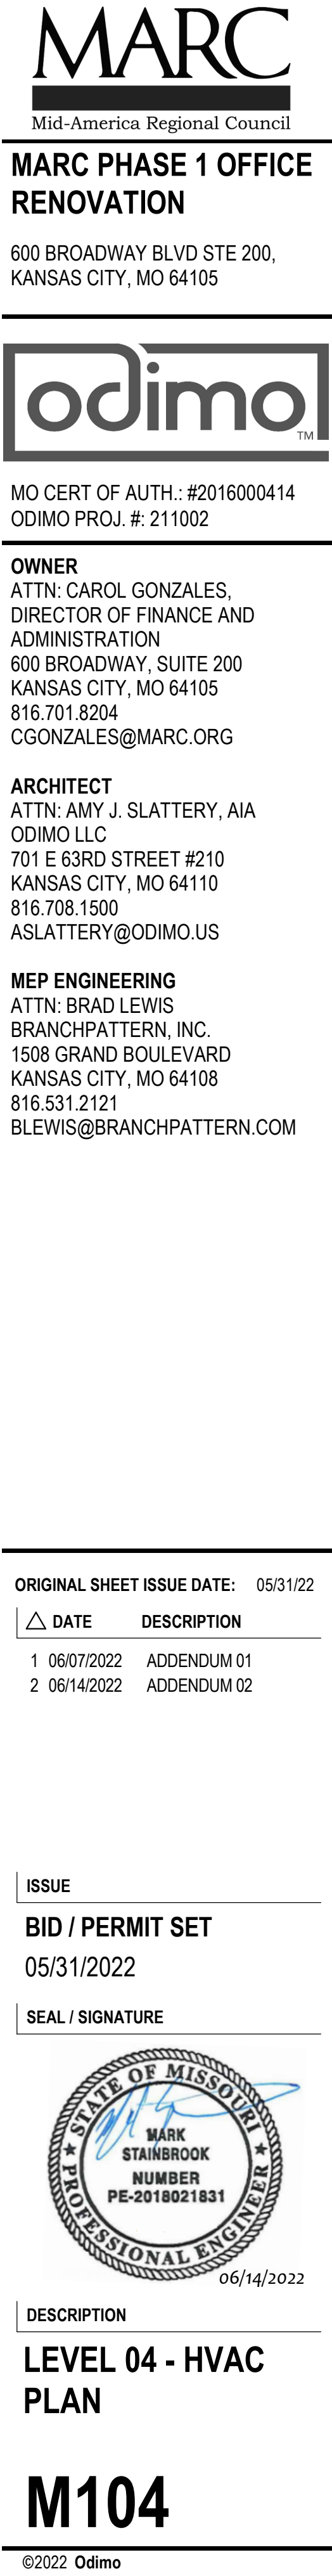 MARC
Mid-America Regional Council
MARC PHASE 1 OFFICE
RENOVATION
600 BROADWAY BLVD STE 200,
KANSAS CITY, MO 64105
odimo
TM
MO CERT OF AUTH.: #2016000414
ODIMO PROJ. #: 211002
OWNER
ATTN: CAROL GONZALES,
DIRECTOR OF FINANCE AND
ADMINISTRATION
600 BROADWAY, SUITE 200
KANSAS CITY, MO 64105
816.701.8204
CGONZALES@MARC.ORG
ARCHITECT
ATTN: AMY J. SLATTERY, AIA
ODIMO LLC
701 E 63RD STREET #210
KANSAS CITY, MO 64110
816.708.1500
ASLATTERY@ODIMO.US
MEP ENGINEERING
ATTN: BRAD LEWIS
BRANCHPATTERN, INC.
1508 GRAND BOULEVARD
KANSAS CITY, MO 64108
816.531.2121
BLEWIS@BRANCHPATTERN.COM
ORIGINAL SHEET ISSUE DATE: 05/31/22
DATE DESCRIPTION
1 06/07/2022 ADDENDUM 01
2 06/14/2022 ADDENDUM 02
ISSUE
BID / PERMIT SET
05/31/2022
SEAL / SIGNATURE
STATE OF MISSOURI
MARK
STAINBROOK
NUMBER
PE-2018021831
PROFESSIONAL ENGINEER
06/14/2022
DESCRIPTION
LEVEL 04 - HVAC
PLAN
M104
©2022 Odimo